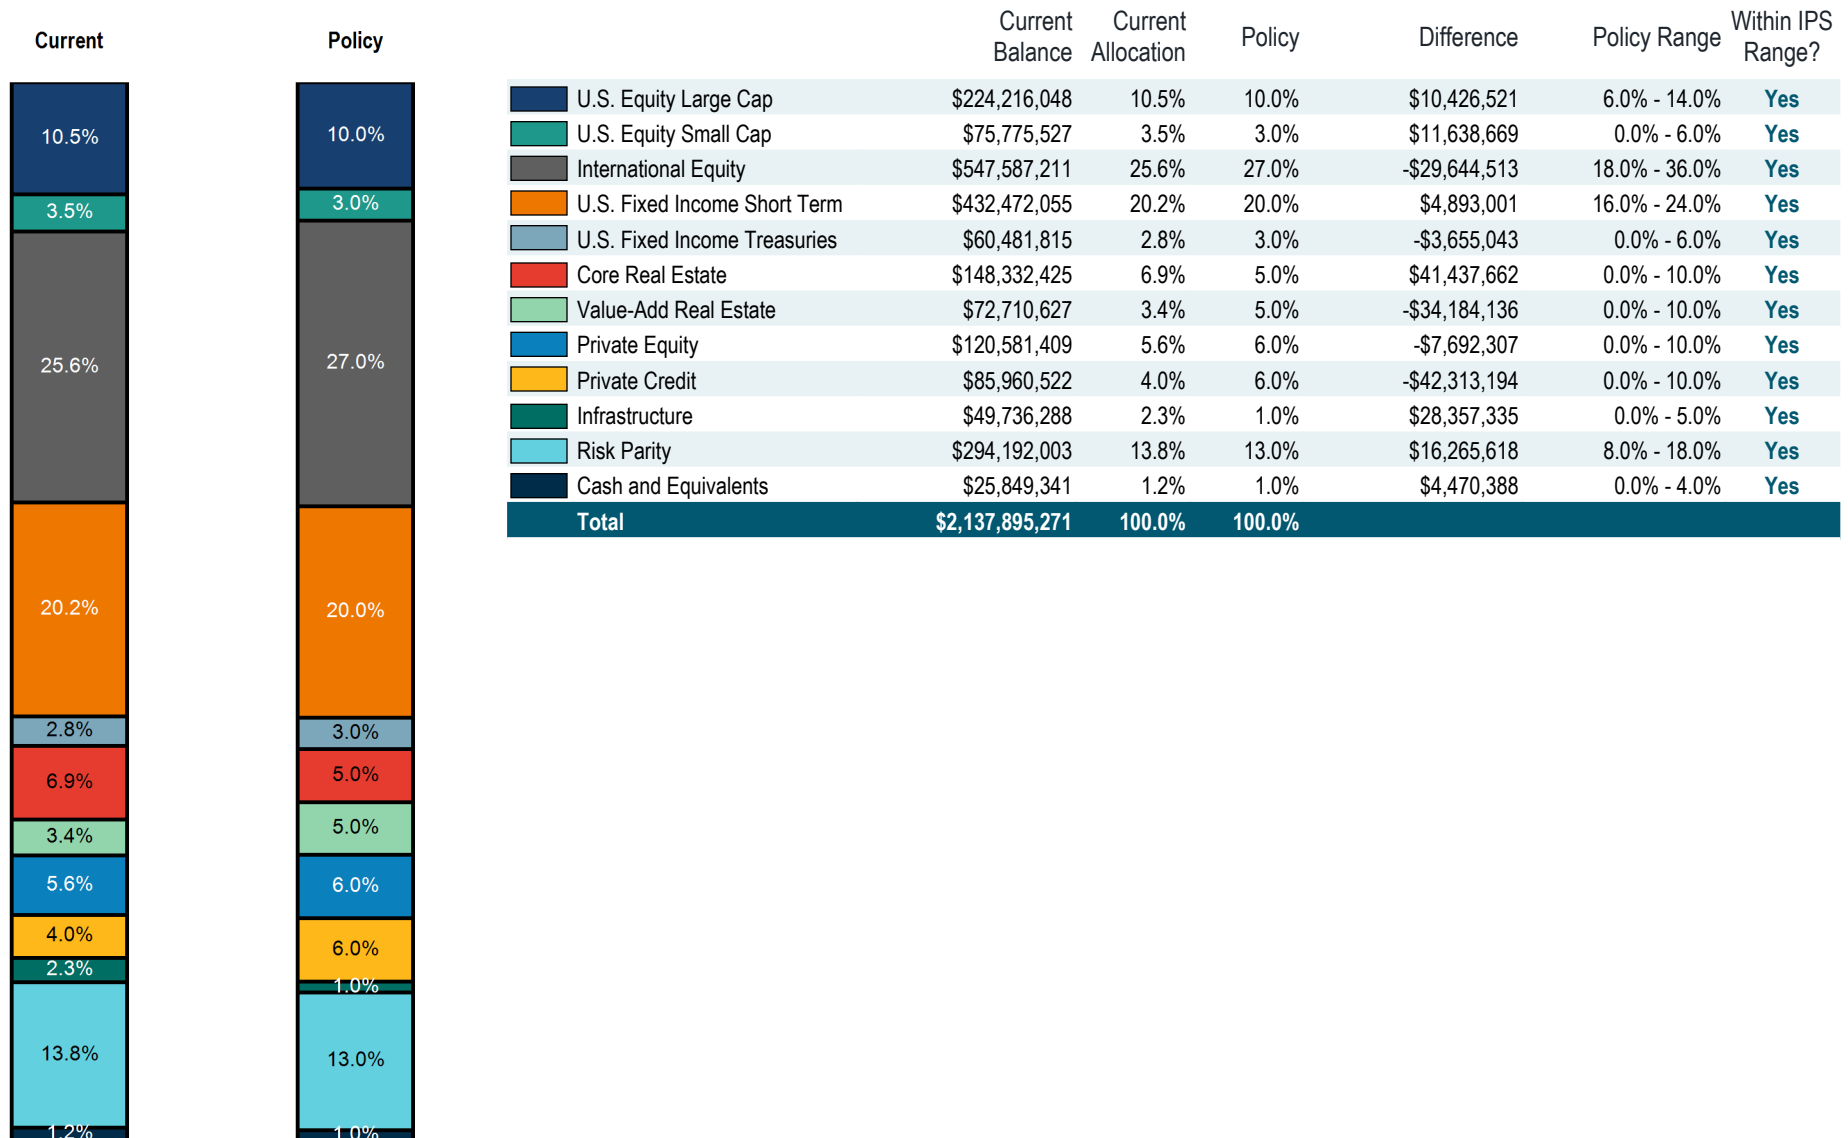 Current
10.5%
3.5%
25.6%
20.2%
2.8%
6.9%
3.4%
5.6%
4.0%
2.3%
13.8%
1.2%
Policy
10.0%
3.0%
27.0%
20.0%
3.0%
5.0%
5.0%
6.0%
6.0%
1.0%
13.0%
1.0%
Current Balance Current Allocation Policy Difference Policy Range Within IPS Range?
U.S. Equity Large Cap $224,216,048 10.5% 10.0% $10,426,521 6.0% - 14.0% Yes
U.S. Equity Small Cap $75,775,527 3.5% 3.0% $11,638,669 0.0% - 6.0% Yes
International Equity $547,587,211 25.6% 27.0% -$29,644,513 18.0% - 36.0% Yes
U.S. Fixed Income Short Term $432,472,055 20.2% 20.0% $4,893,001 16.0% - 24.0% Yes
U.S. Fixed Income Treasuries $60,481,815 2.8% 3.0% -$3,655,043 0.0% - 6.0% Yes
Core Real Estate $148,332,425 6.9% 5.0% $41,437,662 0.0% - 10.0% Yes
Value-Add Real Estate $72,710,627 3.4% 5.0% -$34,184,136 0.0% - 10.0% Yes
Private Equity $120,581,409 5.6% 6.0% -$7,692,307 0.0% - 10.0% Yes
Private Credit $85,960,522 4.0% 6.0% -$42,313,194 0.0% - 10.0% Yes
Infrastructure $49,736,288 2.3% 1.0% $28,357,335 0.0% - 5.0% Yes
Risk Parity $294,192,003 13.8% 13.0% $16,265,618 8.0% - 18.0% Yes
Cash and Equivalents $25,849,341 1.2% 1.0% $4,470,388 0.0% - 4.0% Yes
Total $2,137,895,271 100.0% 100.0%